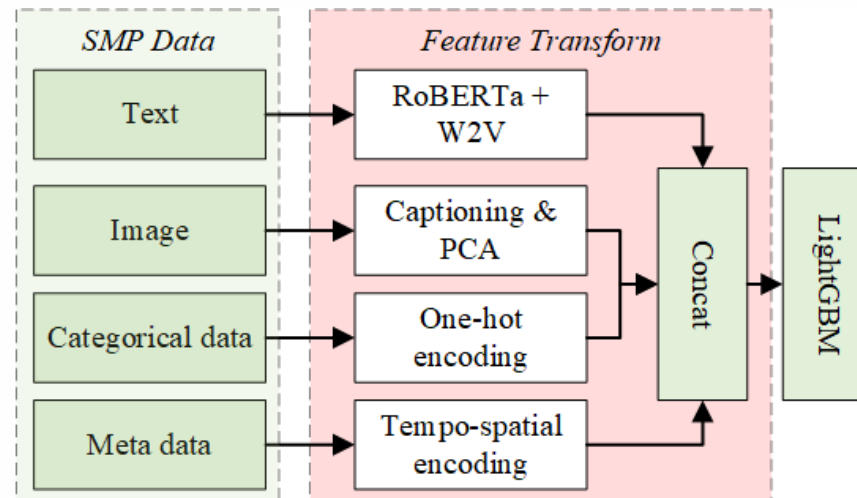 SMP Data
Feature Transform
Text
RoBERTa +
W2V
Image
Captioning &
PCA
Categorical data
One-hot
encoding
Meta data
Tempo-spatial
encoding
Concat
LightGBM